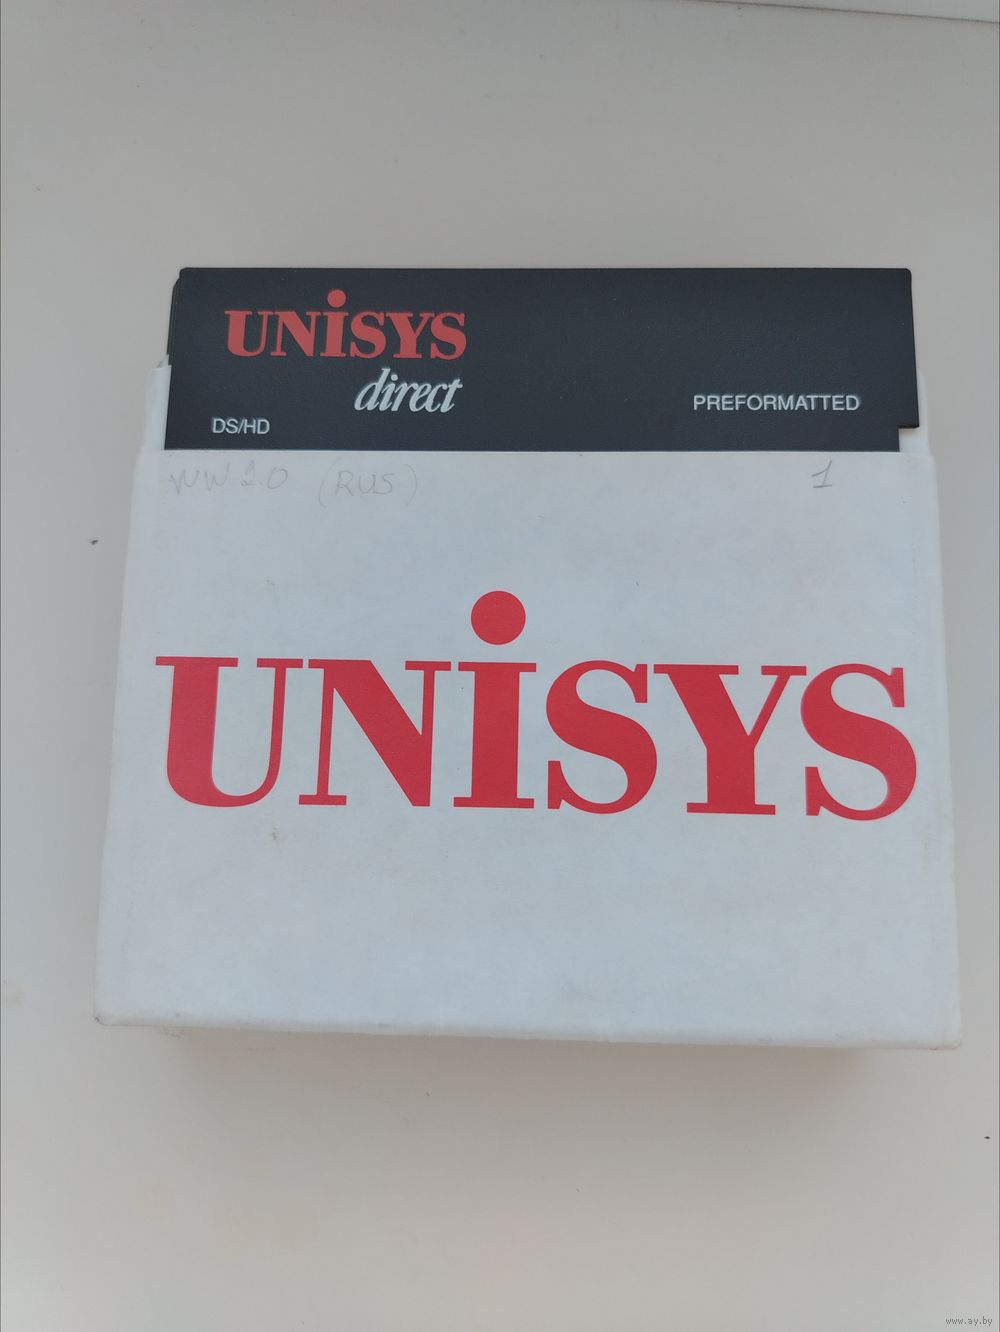 UNiSYS
direct
DS/HD
PREFORMATTED
WW 2.0 (RUS) 1
UNiSYS
www.ay.by